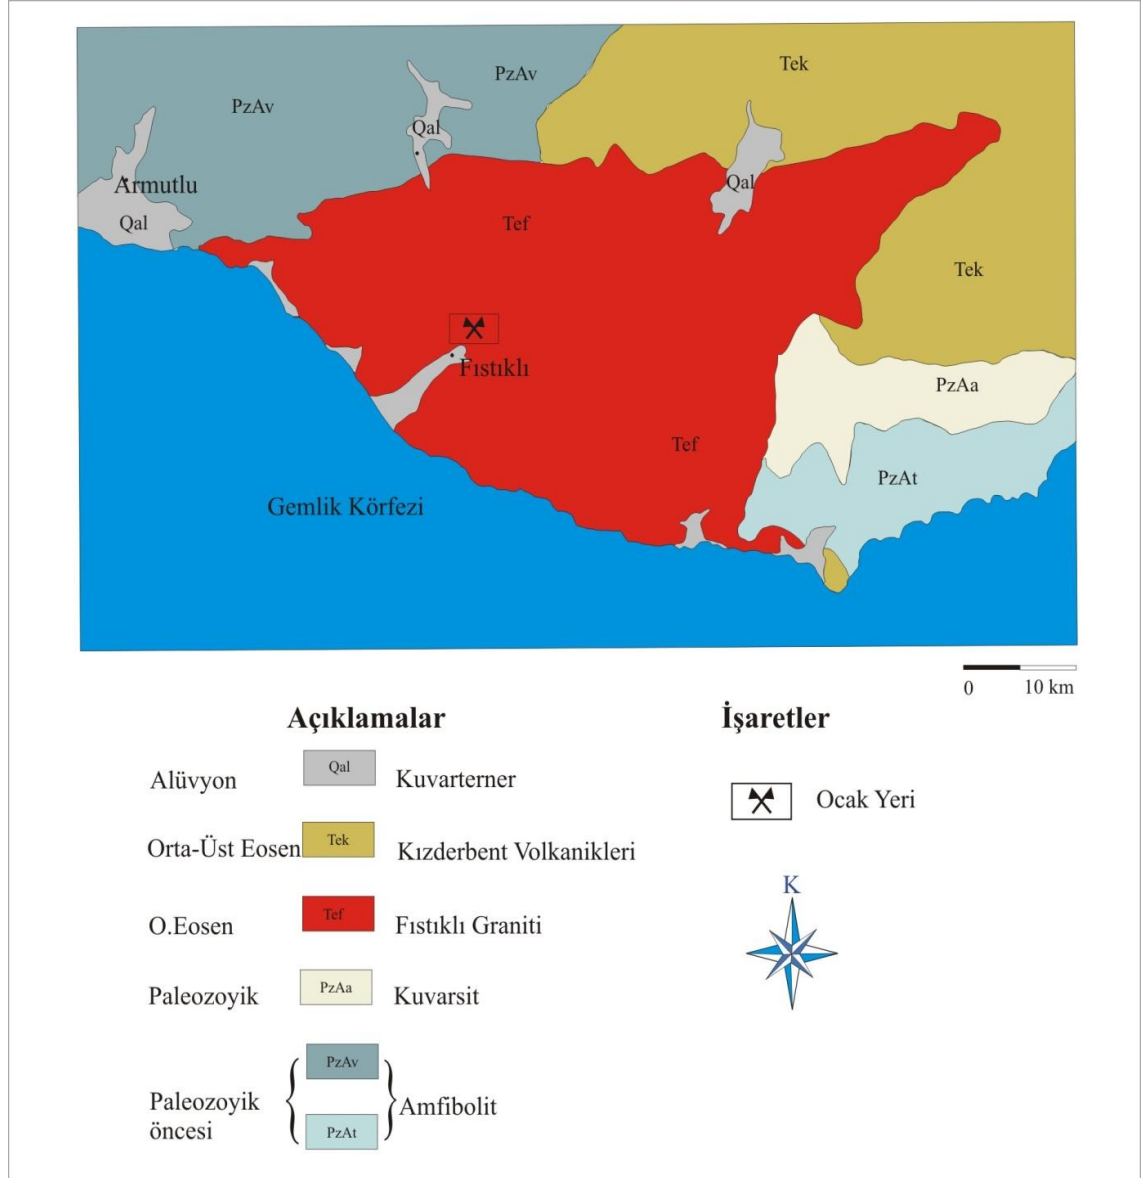 Tek
PzAv
PzAv
Qal
Armutlu
Qal
Qal
Tef
Tek
Fıstıklı
PzAa
Tef
PzAt
Gemlik Körfezi
0 10 km
Açıklamalar
İşaretler
Alüvyon Qal Kuvarterner
Ocak Yeri
Orta-Üst Eosen Tek Kızderbent Volkanikleri
K
O.Eosen Tef Fıstıklı Graniti
Paleozoyik PzAa Kuvarsit
PzAv
Paleozoyik öncesi
Amfibolit
PzAt